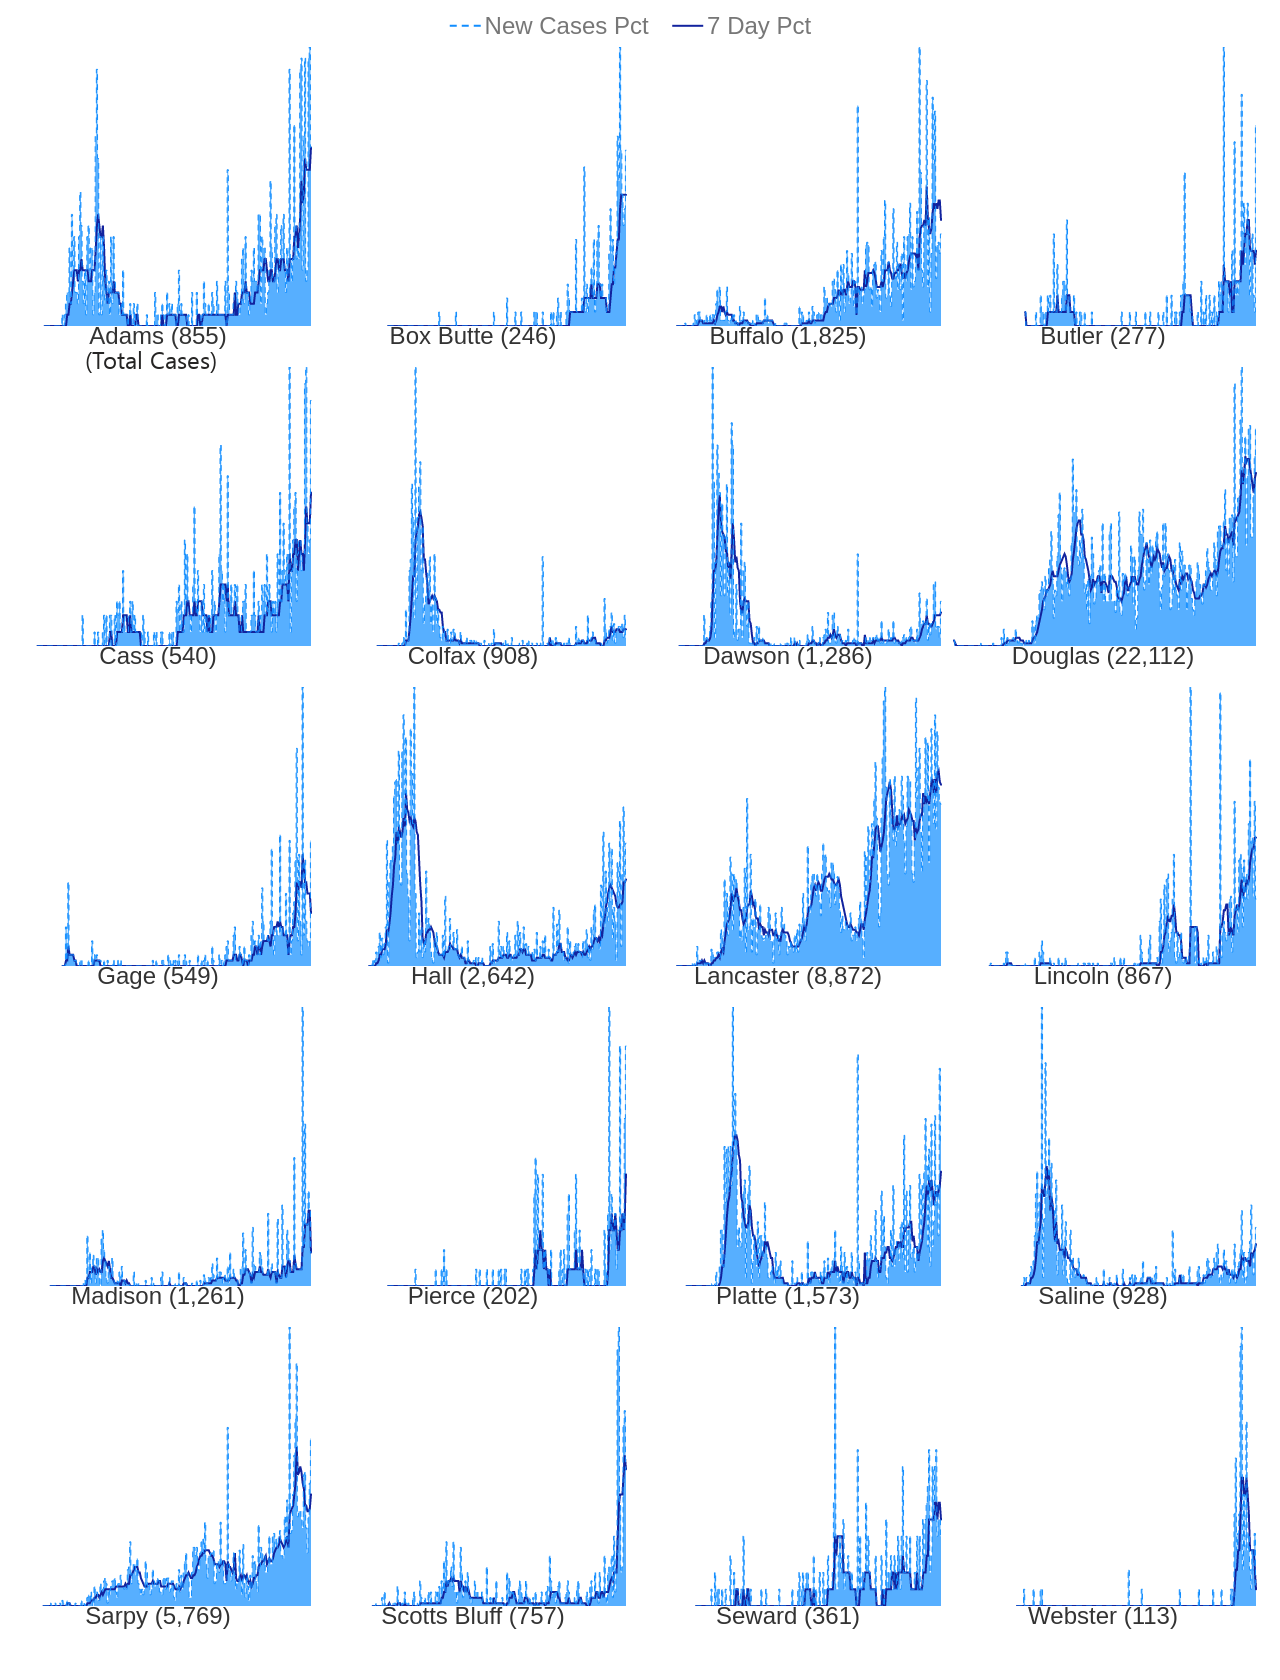 New Cases Pct 7 Day Pct
Adams (855) Box Butte (246) Buffalo (1,825) Butler (277)
(Total Cases)
Cass (540) Colfax (908) Dawson (1,286) Douglas (22,112)
Gage (549) Hall (2,642) Lancaster (8,872) Lincoln (867)
Madison (1,261) Pierce (202) Platte (1,573) Saline (928)
Sarpy (5,769) Scotts Bluff (757) Seward (361) Webster (113)